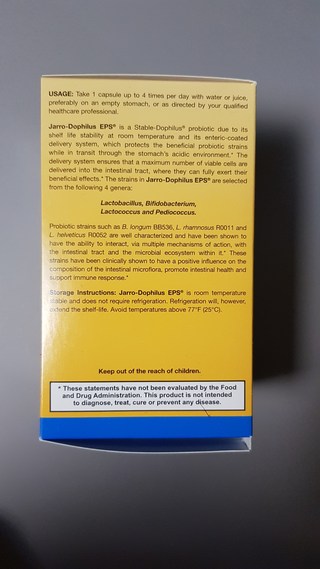 USAGE: Take 1 capsule up to 4 times per day with water or juice,
preferably on an empty stomach, or as directed by your qualified
healthcare professional.
Jarro-Dophilus EPS® is a Stable-Dophilus® probiotic due to its
shelf life stability at room temperature and its enteric-coated
delivery system, which protects the beneficial probiotic strains
while in transit through the stomach's acidic environment.* The
delivery system ensures that a maximum number of viable cells are
delivered into the intestinal tract, where they can fully exert their
beneficial effects.* The strains in Jarro-Dophilus EPS® are selected
from the following 4 genera:
Lactobacillus, Bifidobacterium,
Lactococcus and Pediococcus.
Probiotic strains such as B. longum BB536, L. rhamnosus R0011 and
L. helveticus R0052 are well characterized and have been shown to
have the ability to interact, via multiple mechanisms of action, with
the intestinal tract and the microbial ecosystem within it.* These
strains have been clinically shown to have a positive influence on the
composition of the intestinal microflora, promote intestinal health and
support immune response.*
Storage Instructions: Jarro-Dophilus EPS® is room temperature
stable and does not require refrigeration. Refrigeration will, however,
extend the shelf-life. Avoid temperatures above 77°F (25°C).
Keep out of the reach of children.
* These statements have not been evaluated by the Food
and Drug Administration. This product is not intended
to diagnose, treat, cure or prevent any disease.